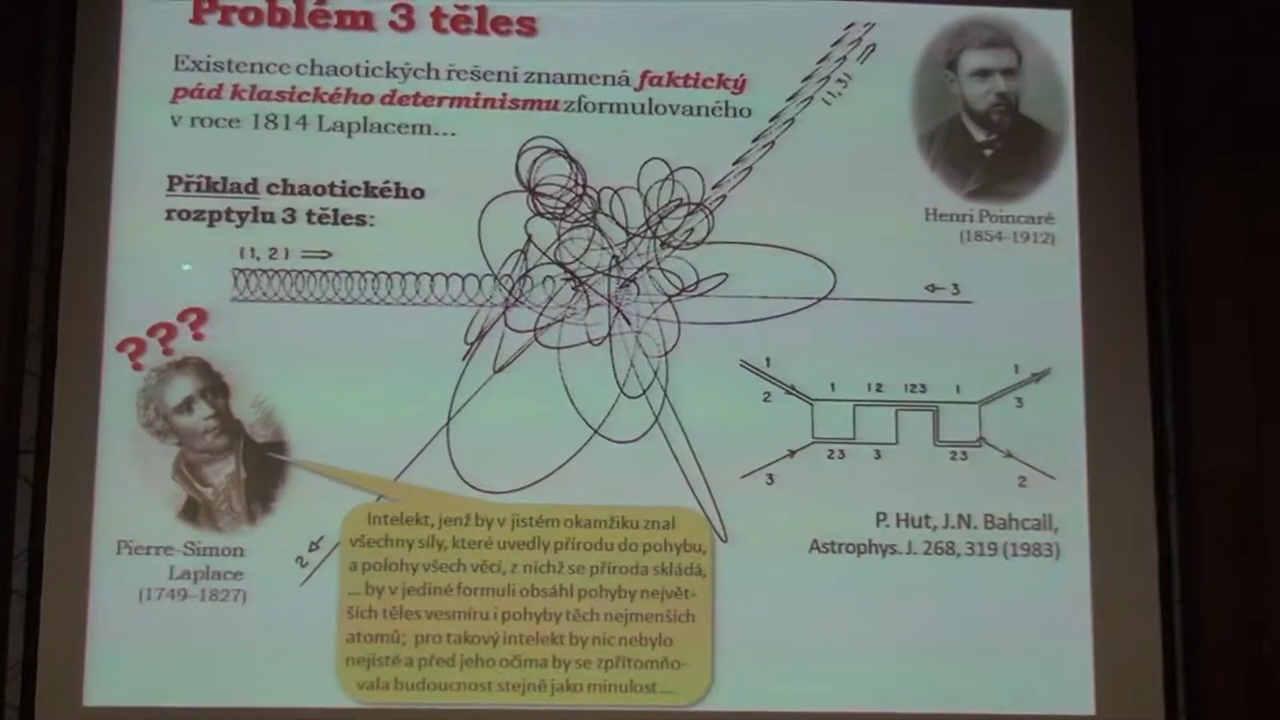 Problém 3 těles
Existence chaotických řešení znamená faktický
pád klasického determinismu zformulovaného
v roce 1814 Laplacem...
Příklad chaotického
rozptylu 3 těles:
(1, 2) ⇒
(1,3) ⇒
Henri Poincaré
(1854-1912)
⇐ 3
???
1
2
3
1 12 123 1
23 3 23
1
3
2
P. Hut, J.N. Bahcall,
Astrophys. J. 268, 319 (1983)
Pierre-Simon
Laplace
(1749–1827)
2 ⇐
Intelekt, jenž by v jistém okamžiku znal
všechny síly, které uvedly přírodu do pohybu,
a polohy všech věcí, z nichž se příroda skládá,
... by v jediné formuli obsáhl pohyby největ-
ších těles vesmíru i pohyby těch nejmenších
atomů; pro takový intelekt by nic nebylo
nejisté a před jeho očima by se zpřítomňo-
vala budoucnost stejně jako minulost ...